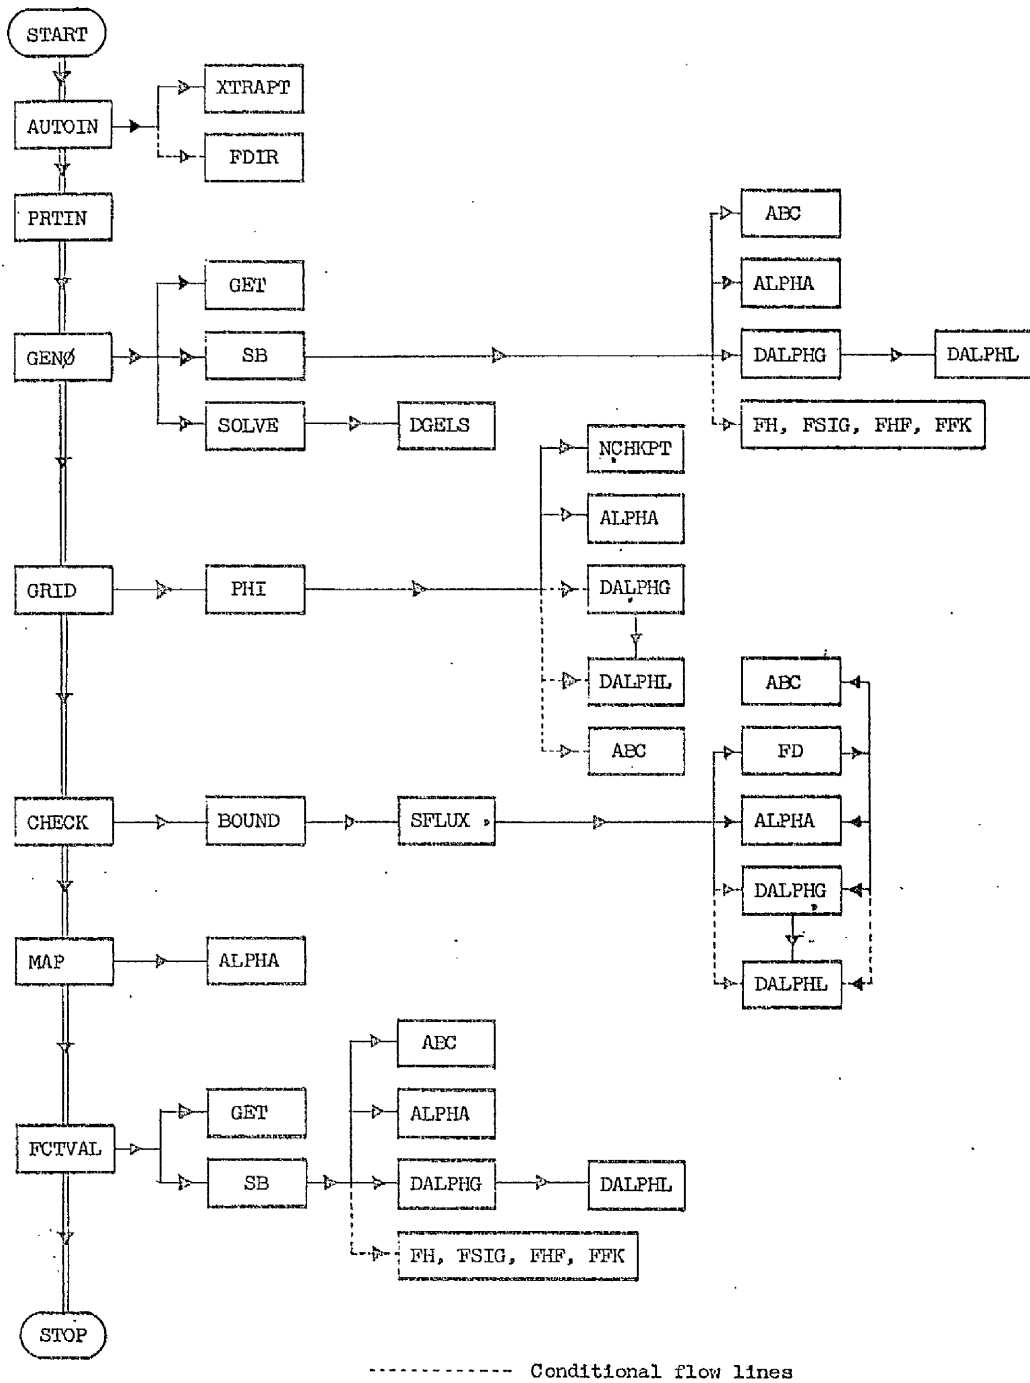 START
XTRAPT
AUTOIN
FDIR
PRTIN
ABC
GET
ALPHA
GENØ
SB
DALPHG
DALPHL
SOLVE
DGELS
FH, FSIG, FHF, FFK
NCHKPT
ALPHA
GRID
PHI
DALPHG
DALPHL
ABC
ABC
FD
CHECK
BOUND
SFLUX
ALPHA
DALPHG
MAP
ALPHA
DALPHL
ABC
GET
ALPHA
FCTVAL
SB
DALPHG
DALPHL
FH, FSIG, FHF, FFK
STOP
Conditional flow lines